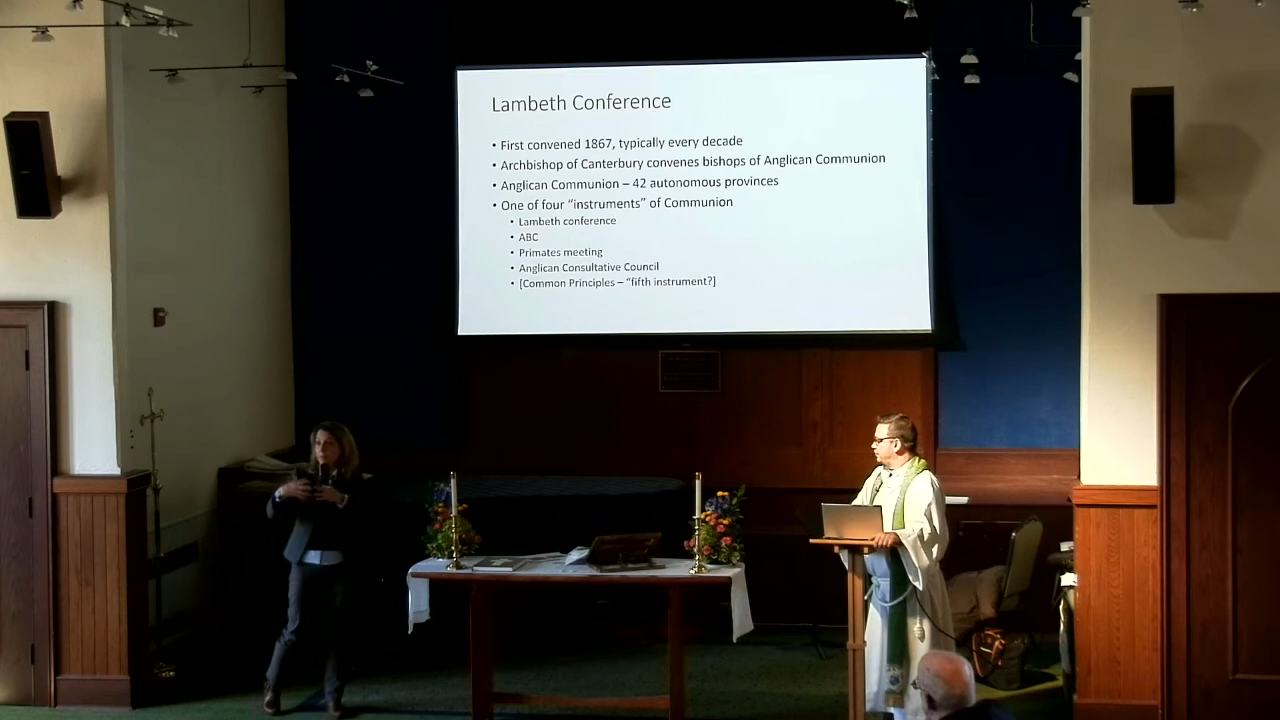 Lambeth Conference
• First convened 1867, typically every decade
• Archbishop of Canterbury convenes bishops of Anglican Communion
• Anglican Communion – 42 autonomous provinces
• One of four “instruments” of Communion
• Lambeth conference
• ABC
• Primates meeting
• Anglican Consultative Council
• [Common Principles – “fifth instrument?]